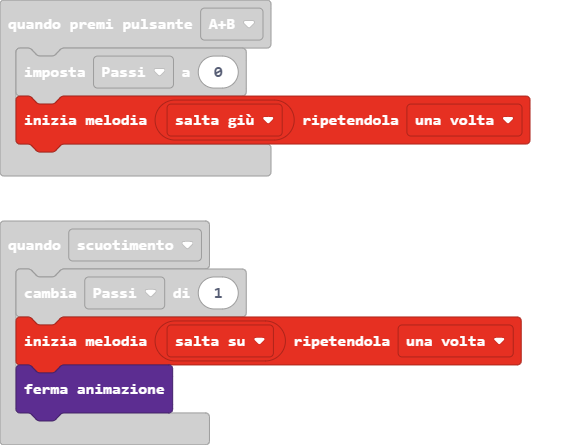 quando premi pulsante A+B
imposta Passi a 0
inizia melodia salta giù ripetendola una volta
quando scuotimento
cambia Passi di 1
inizia melodia salta su ripetendola una volta
ferma animazione